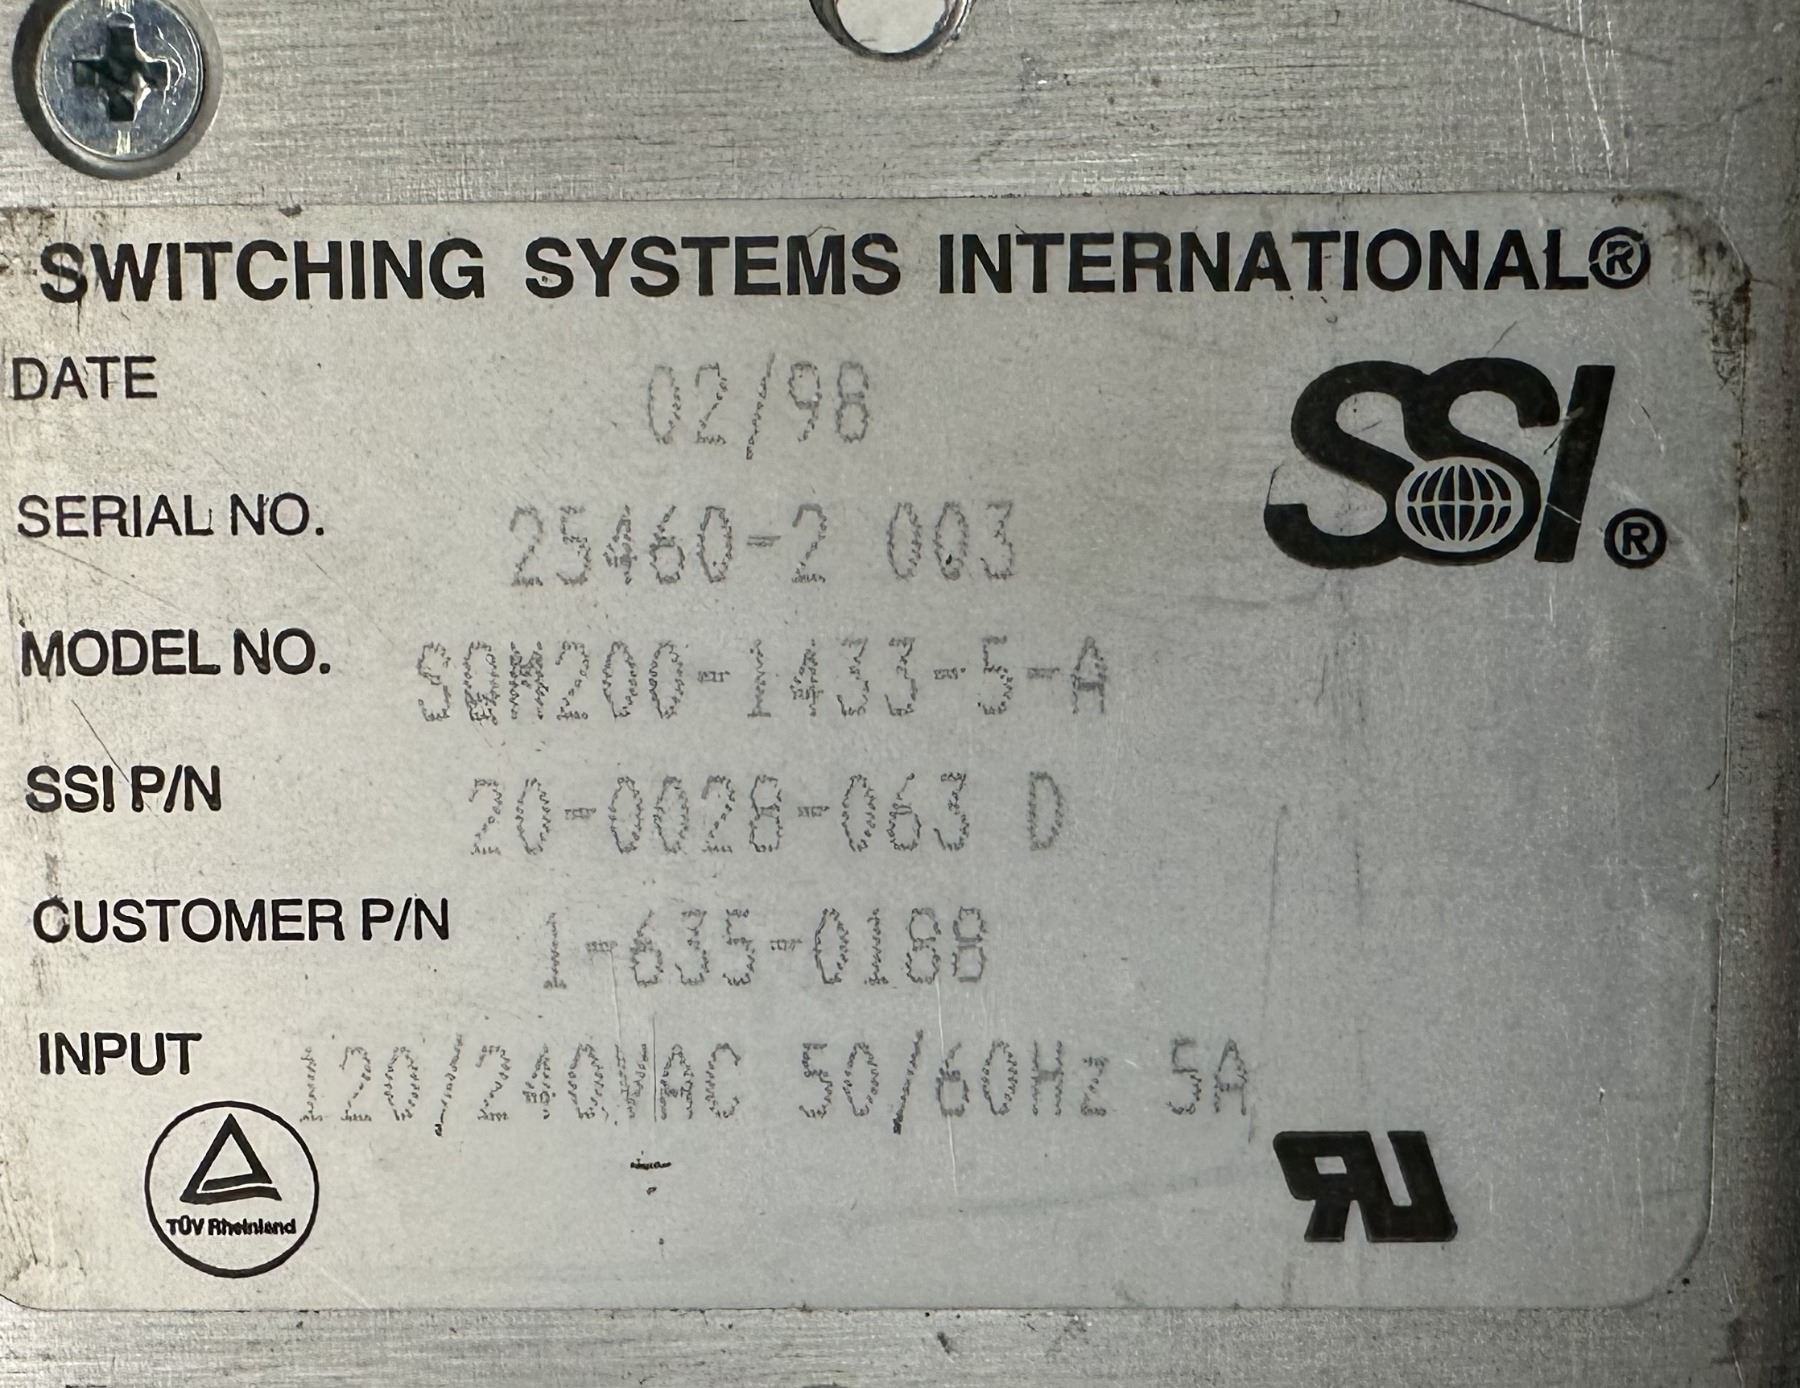 SWITCHING SYSTEMS INTERNATIONAL®
SSI®
DATE 02/98
SERIAL NO. 25460-2 003
MODEL NO. SQM200-1433-5-A
SSI P/N 20-0028-063 D
CUSTOMER P/N 1-635-0188
INPUT 120/240VAC 50/60Hz 5A
TÜV Rheinland
RU